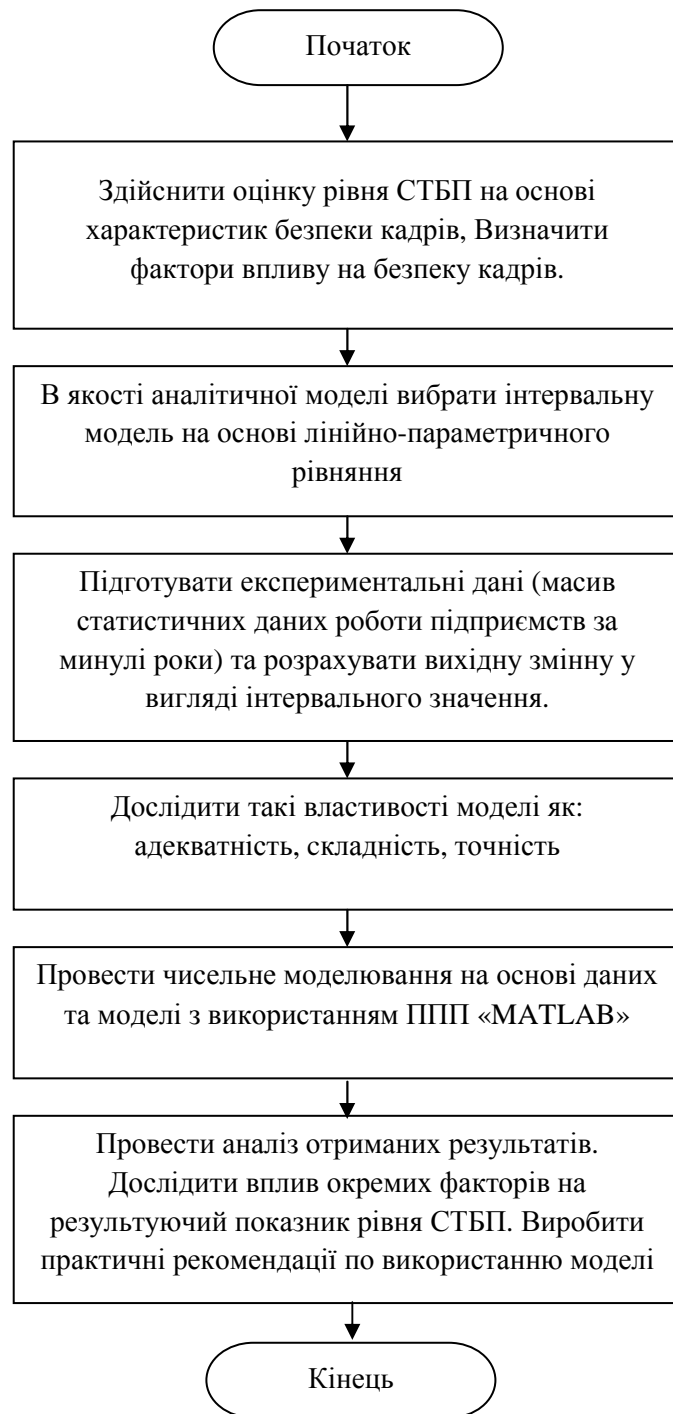 Початок
Здійснити оцінку рівня СТБП на основі
характеристик безпеки кадрів, Визначити
фактори впливу на безпеку кадрів.
В якості аналітичної моделі вибрати інтервальну
модель на основі лінійно-параметричного
рівняння
Підготувати експериментальні дані (масив
статистичних даних роботи підприємств за
минулі роки) та розрахувати вихідну змінну у
вигляді інтервального значення.
Дослідити такі властивості моделі як:
адекватність, складність, точність
Провести чисельне моделювання на основі даних
та моделі з використанням ППП «MATLAB»
Провести аналіз отриманих результатів.
Дослідити вплив окремих факторів на
результуючий показник рівня СТБП. Виробити
практичні рекомендації по використанню моделі
Кінець